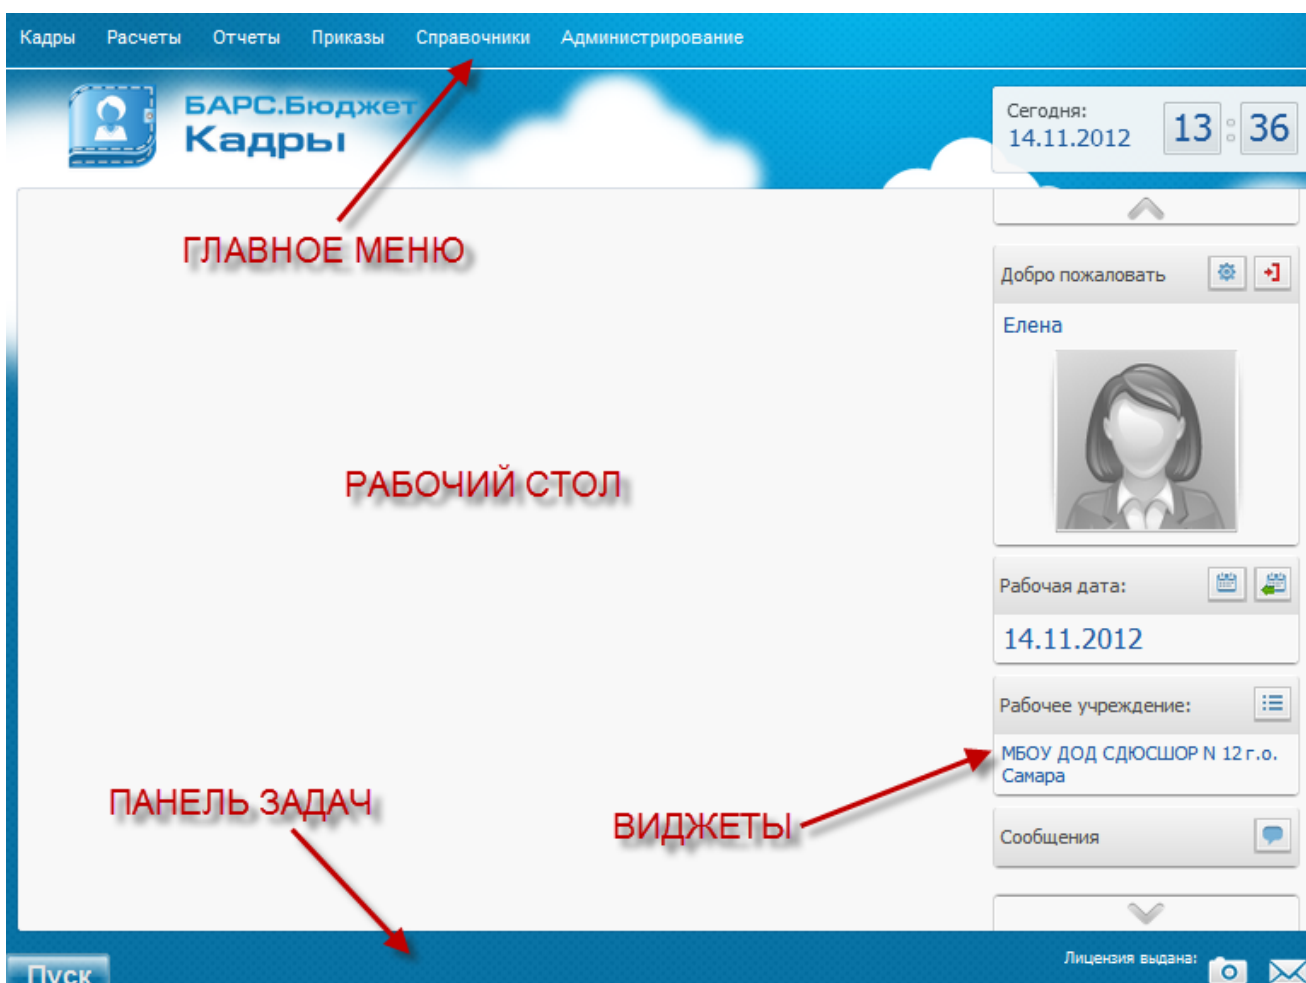 Кадры Расчеты Отчеты Приказы Справочники Администрирование
БАРС.Бюджет
Кадры
Сегодня:
14.11.2012
13 : 36
ГЛАВНОЕ МЕНЮ
Добро пожаловать
Елена
РАБОЧИЙ СТОЛ
Рабочая дата:
14.11.2012
Рабочее учреждение:
МБОУ ДОД СДЮСШОР N 12 г.о.
Самара
ПАНЕЛЬ ЗАДАЧ
ВИДЖЕТЫ
Сообщения
Лицензия выдана:
Пуск